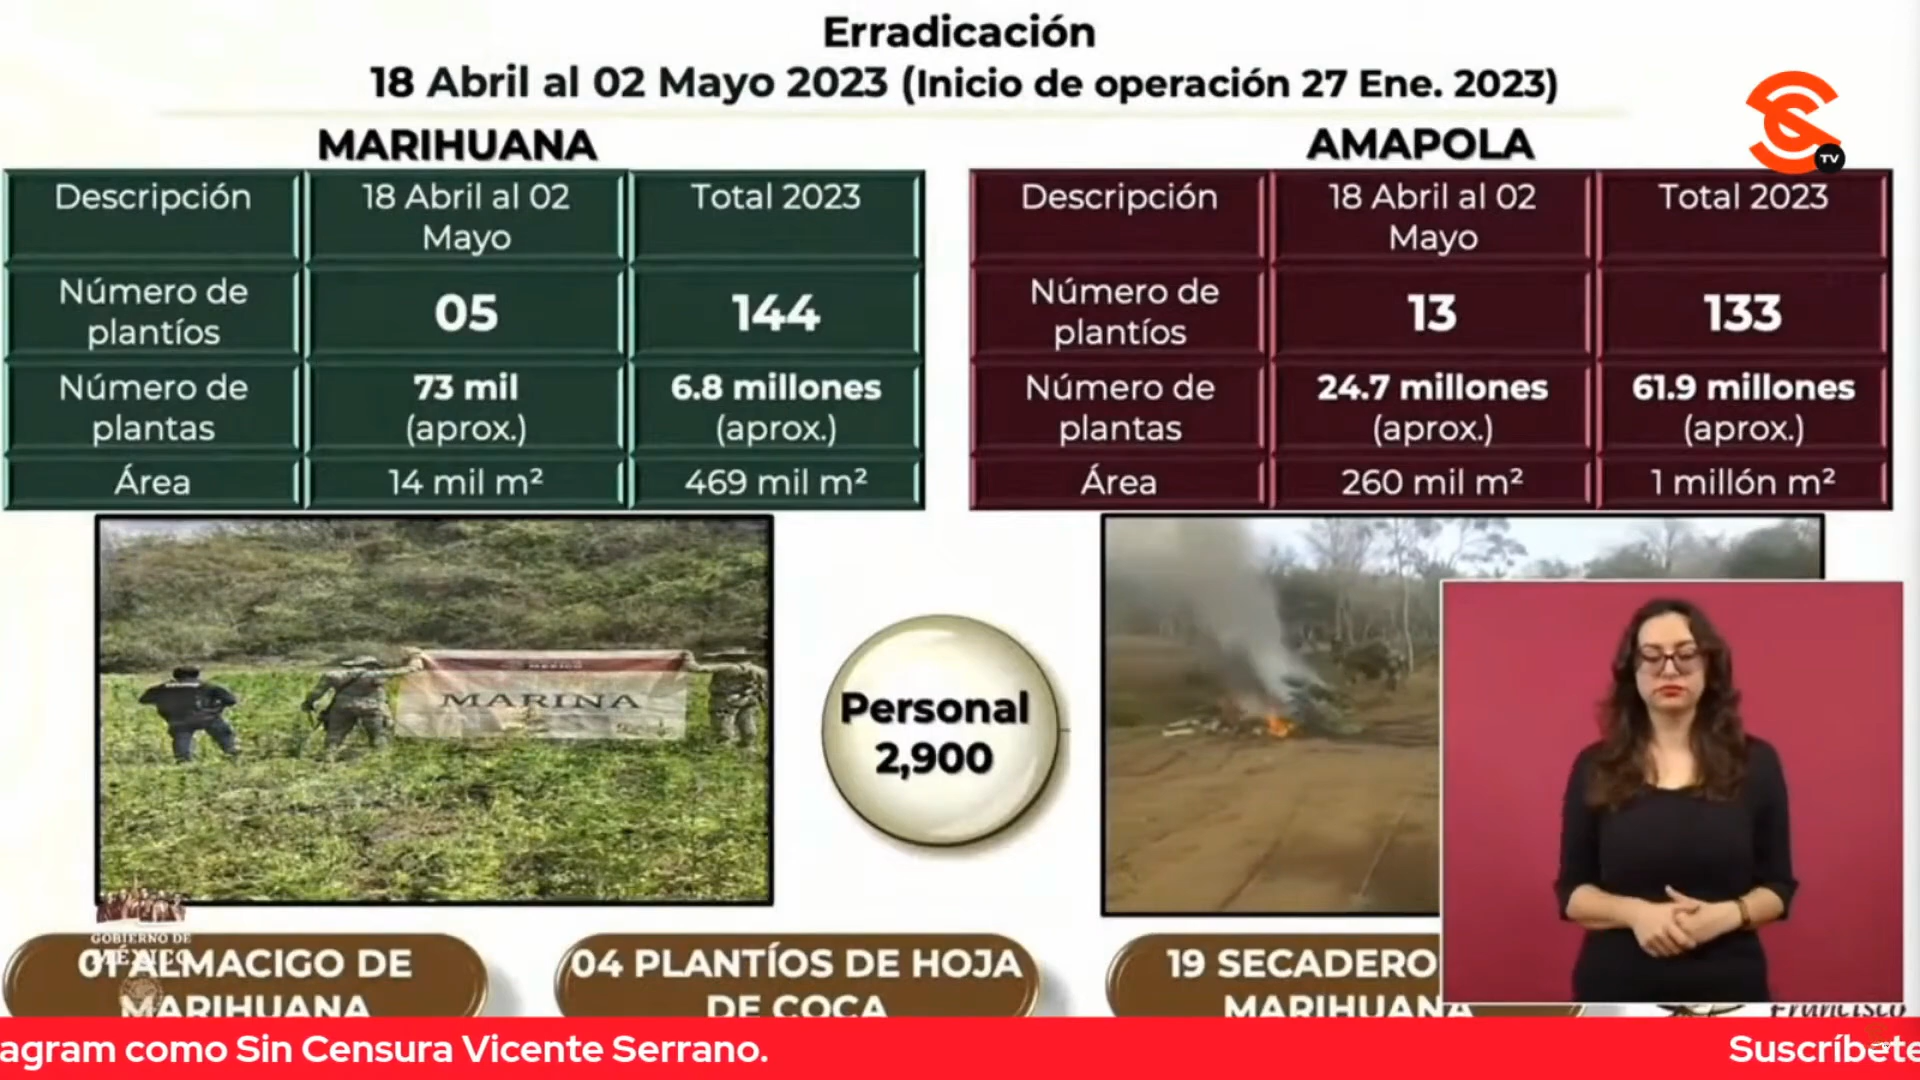 Erradicación
18 Abril al 02 Mayo 2023 (Inicio de operación 27 Ene. 2023)
TV
MARIHUANA
Descripción
18 Abril al 02
Mayo
Total 2023
Número de
plantíos
05
144
Número de
plantas
73 mil
(aprox.)
6.8 millones
(aprox.)
Área
14 mil m²
469 mil m²
AMAPOLA
Descripción
18 Abril al 02
Mayo
Total 2023
Número de
plantíos
13
133
Número de
plantas
24.7 millones
(aprox.)
61.9 millones
(aprox.)
Área
260 mil m²
1 millón m²
MARINA
Personal
2,900
GOBIERNO DE
MÉXICO
01 ALMACIGO DE
MARIHUANA
04 PLANTÍOS DE HOJA
DE COCA
19 SECADERO
MARIHUANA
Francisco
agram como Sin Censura Vicente Serrano.
Suscríbete